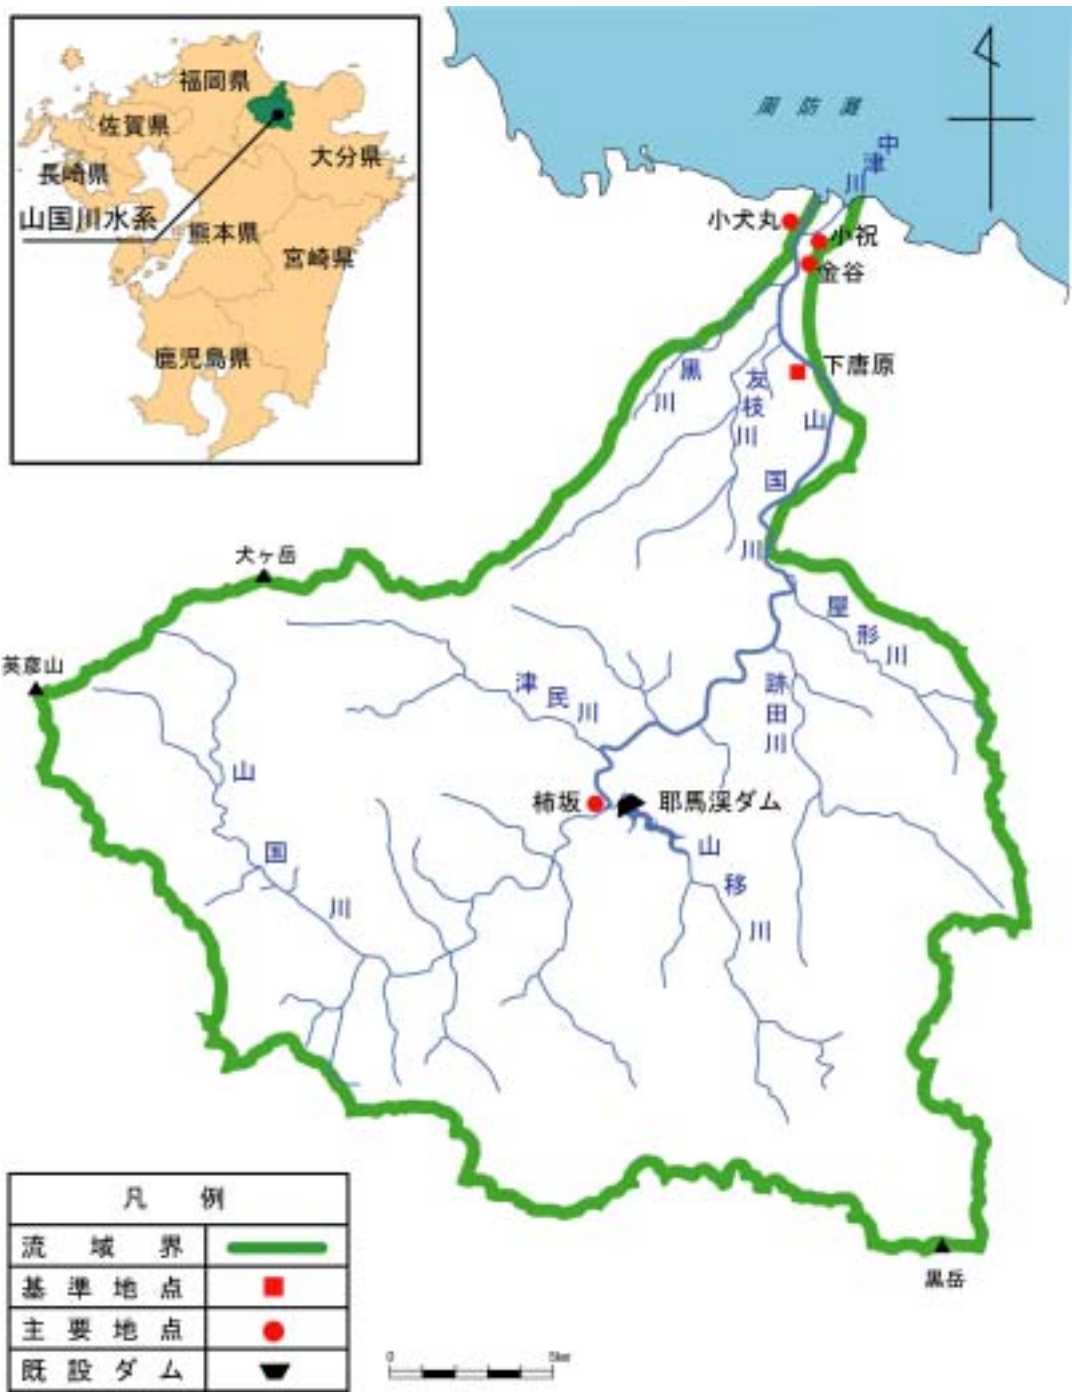 福岡県
佐賀県
長崎県
大分県
山国川水系
熊本県
宮崎県
鹿児島県
周防灘
中津川
小犬丸
小祝
金谷
下唐原
黒川
友枝川
山国川
犬ヶ岳
英彦山
屋形川
津民川
跡田川
山国川
柿坂
耶馬渓ダム
山移川
黒岳
凡例
流域界
基準地点
主要地点
既設ダム
0 5km